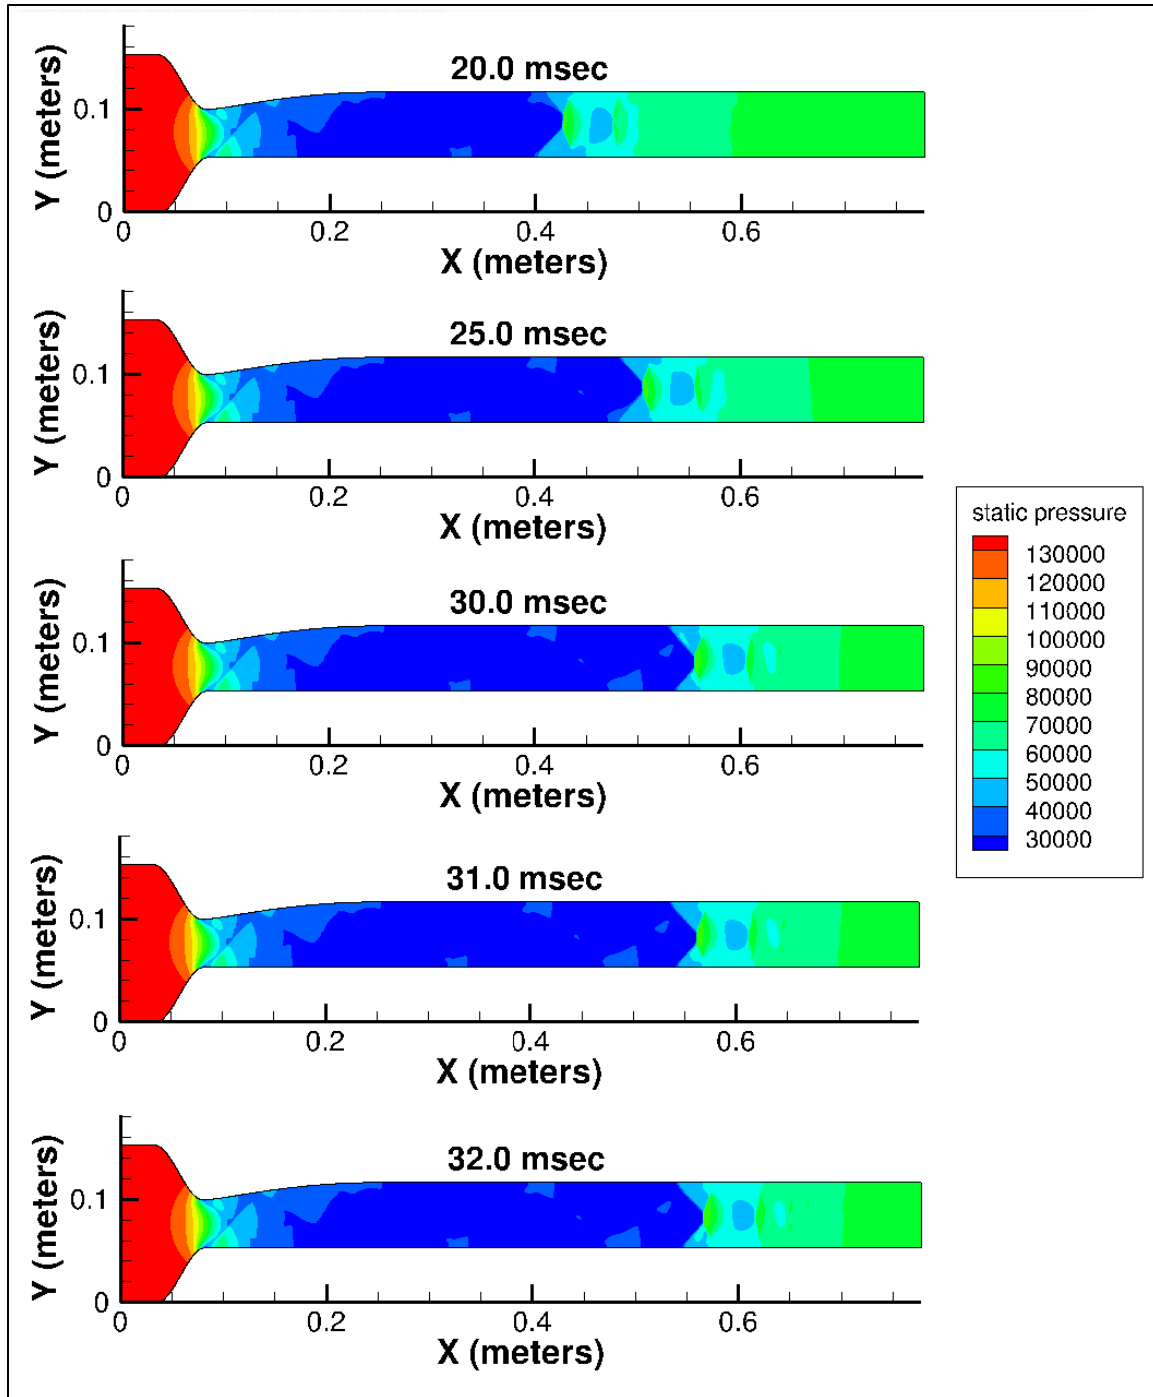 20.0 msec
Y (meters)
0.1
0
0 0.2 0.4 0.6
X (meters)
25.0 msec
Y (meters)
0.1
0
0 0.2 0.4 0.6
X (meters)
30.0 msec
Y (meters)
0.1
0
0 0.2 0.4 0.6
X (meters)
static pressure
130000
120000
110000
100000
90000
80000
70000
60000
50000
40000
30000
31.0 msec
Y (meters)
0.1
0
0 0.2 0.4 0.6
X (meters)
32.0 msec
Y (meters)
0.1
0
0 0.2 0.4 0.6
X (meters)